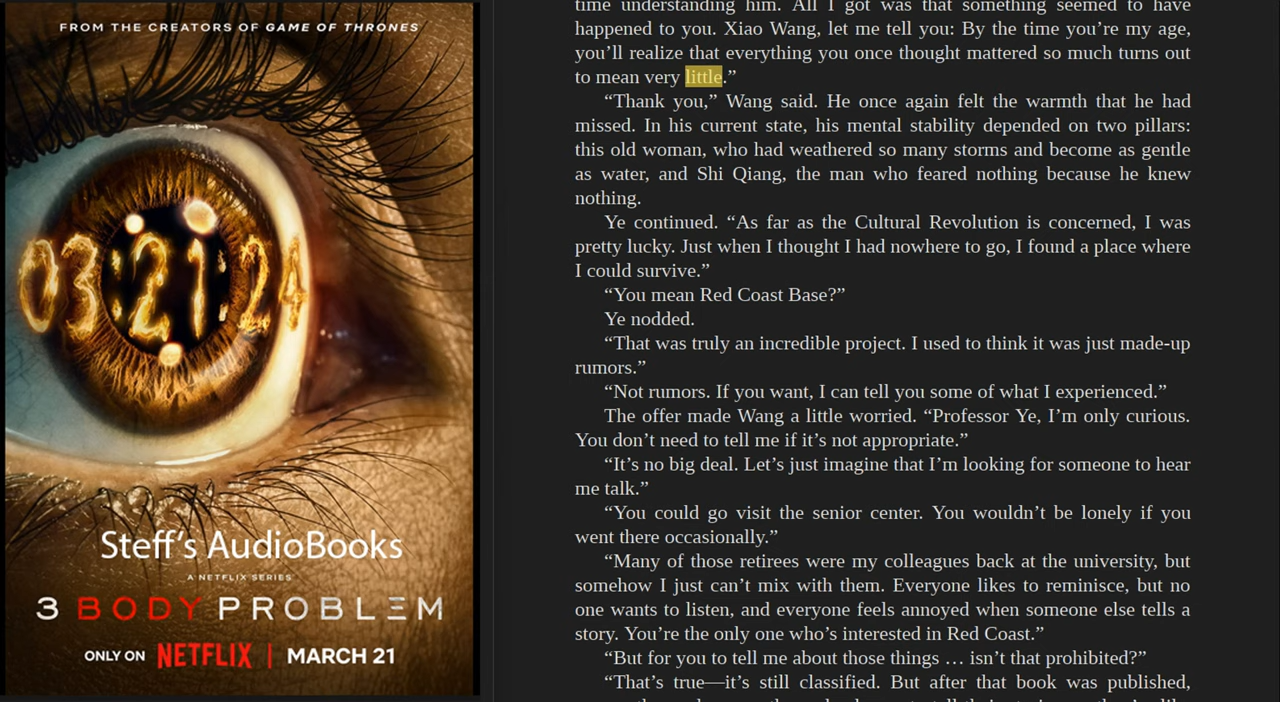 FROM THE CREATORS OF GAME OF THRONES
03:21:24
Steff's AudioBooks
A NETFLIX SERIES
3 BODY PROBLEM
ONLY ON NETFLIX | MARCH 21
time understanding him. All I got was that something seemed to have
happened to you. Xiao Wang, let me tell you: By the time you’re my age,
you’ll realize that everything you once thought mattered so much turns out
to mean very little.”
“Thank you,” Wang said. He once again felt the warmth that he had
missed. In his current state, his mental stability depended on two pillars:
this old woman, who had weathered so many storms and become as gentle
as water, and Shi Qiang, the man who feared nothing because he knew
nothing.
Ye continued. “As far as the Cultural Revolution is concerned, I was
pretty lucky. Just when I thought I had nowhere to go, I found a place where
I could survive.”
“You mean Red Coast Base?”
Ye nodded.
“That was truly an incredible project. I used to think it was just made-up
rumors.”
“Not rumors. If you want, I can tell you some of what I experienced.”
The offer made Wang a little worried. “Professor Ye, I’m only curious.
You don’t need to tell me if it’s not appropriate.”
“It’s no big deal. Let’s just imagine that I’m looking for someone to hear
me talk.”
“You could go visit the senior center. You wouldn’t be lonely if you
went there occasionally.”
“Many of those retirees were my colleagues back at the university, but
somehow I just can’t mix with them. Everyone likes to reminisce, but no
one wants to listen, and everyone feels annoyed when someone else tells a
story. You’re the only one who’s interested in Red Coast.”
“But for you to tell me about those things … isn’t that prohibited?”
“That’s true—it’s still classified. But after that book was published,